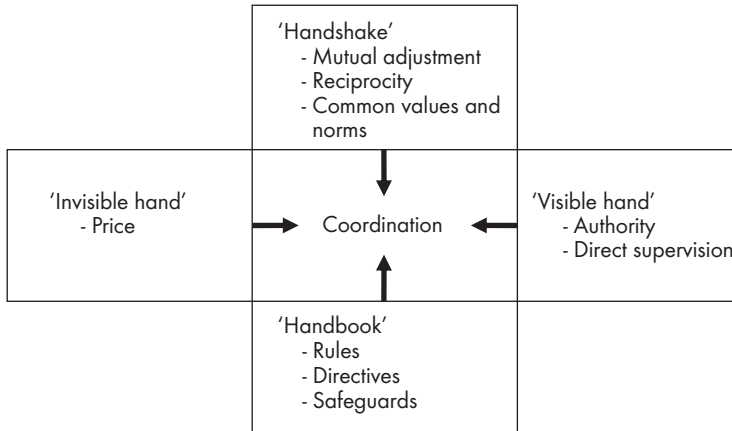 ‘Handshake’
- Mutual adjustment
- Reciprocity
- Common values and
norms
‘Invisible hand’
- Price
Coordination
‘Visible hand’
- Authority
- Direct supervision
‘Handbook’
- Rules
- Directives
- Safeguards